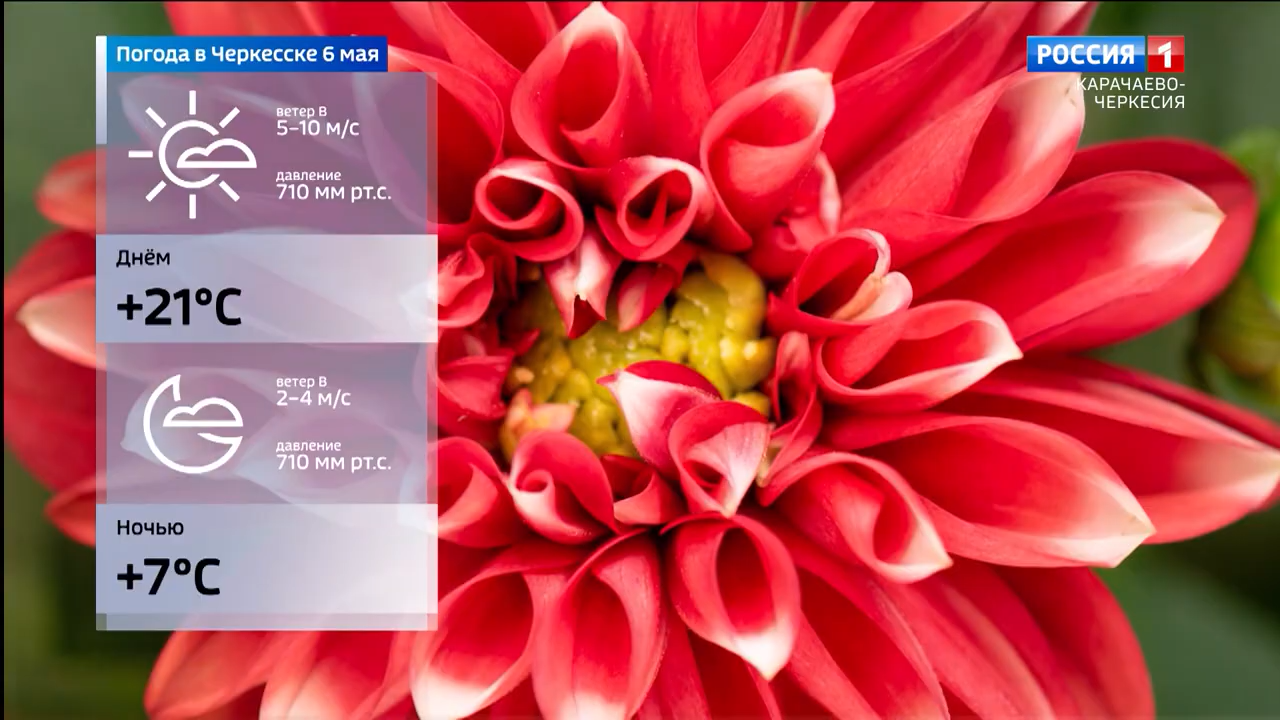 Погода в Черкесске 6 мая
РОССИЯ 1
КАРАЧАЕВО-
ЧЕРКЕСИЯ
ветер В
5–10 м/с
давление
710 мм рт.с.
Днём
+21°C
ветер В
2–4 м/с
давление
710 мм рт.с.
Ночью
+7°C